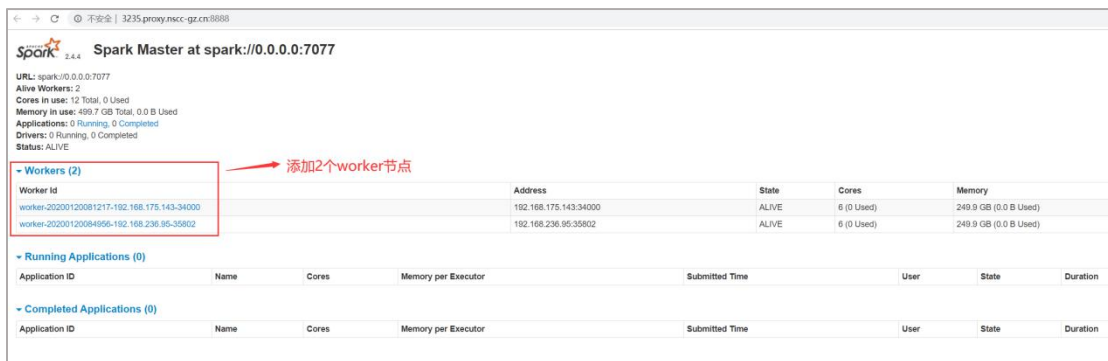 不安全 | 3235.proxy.nscc-gz.cn:8888
Spark 2.4.4 Spark Master at spark://0.0.0.0:7077
URL: spark://0.0.0.0:7077
Alive Workers: 2
Cores in use: 12 Total, 0 Used
Memory in use: 499.7 GB Total, 0.0 B Used
Applications: 0 Running, 0 Completed
Drivers: 0 Running, 0 Completed
Status: ALIVE
Workers (2) 添加2个worker节点
Worker Id Address State Cores Memory
worker-20200120081217-192.168.175.143-34000 192.168.175.143:34000 ALIVE 6 (0 Used) 249.9 GB (0.0 B Used)
worker-20200120084956-192.168.236.95-35802 192.168.236.95:35802 ALIVE 6 (0 Used) 249.9 GB (0.0 B Used)
Running Applications (0)
Application ID Name Cores Memory per Executor Submitted Time User State Duration
Completed Applications (0)
Application ID Name Cores Memory per Executor Submitted Time User State Duration